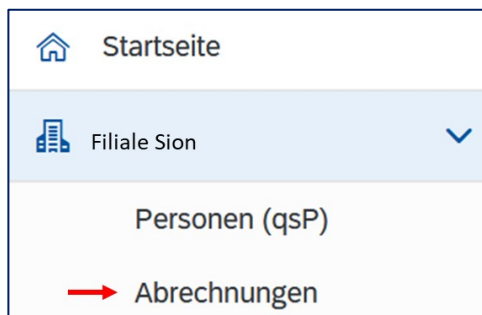 Startseite
Filiale Sion
Personen (qsP)
Abrechnungen